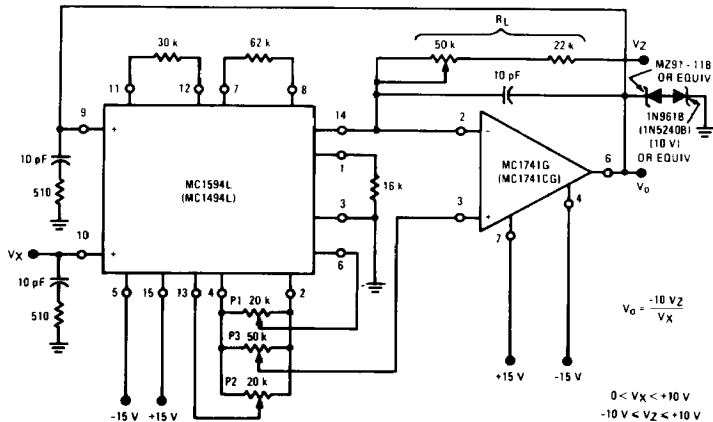 30 k
62 k
RL
50 k
22 k
VZ
MZ92-11B
OR EQUIV
11
12
7
8
10 pF
1N961B
(1N5240B)
(10 V)
OR EQUIV
9
+
14
2
-
10 pF
510
MC1594L
(MC1494L)
1
16 k
MC1741G
(MC1741CG)
6
Vo
3
3
+
4
10
+
6
7
VX
10 pF
510
5
15
13
4
2
P1
20 k
P3
50 k
P2
20 k
-15 V
+15 V
+15 V
-15 V
Vo = -10 VZ
VX
0 < VX < +10 V
-10 V ≤ VZ ≤ +10 V